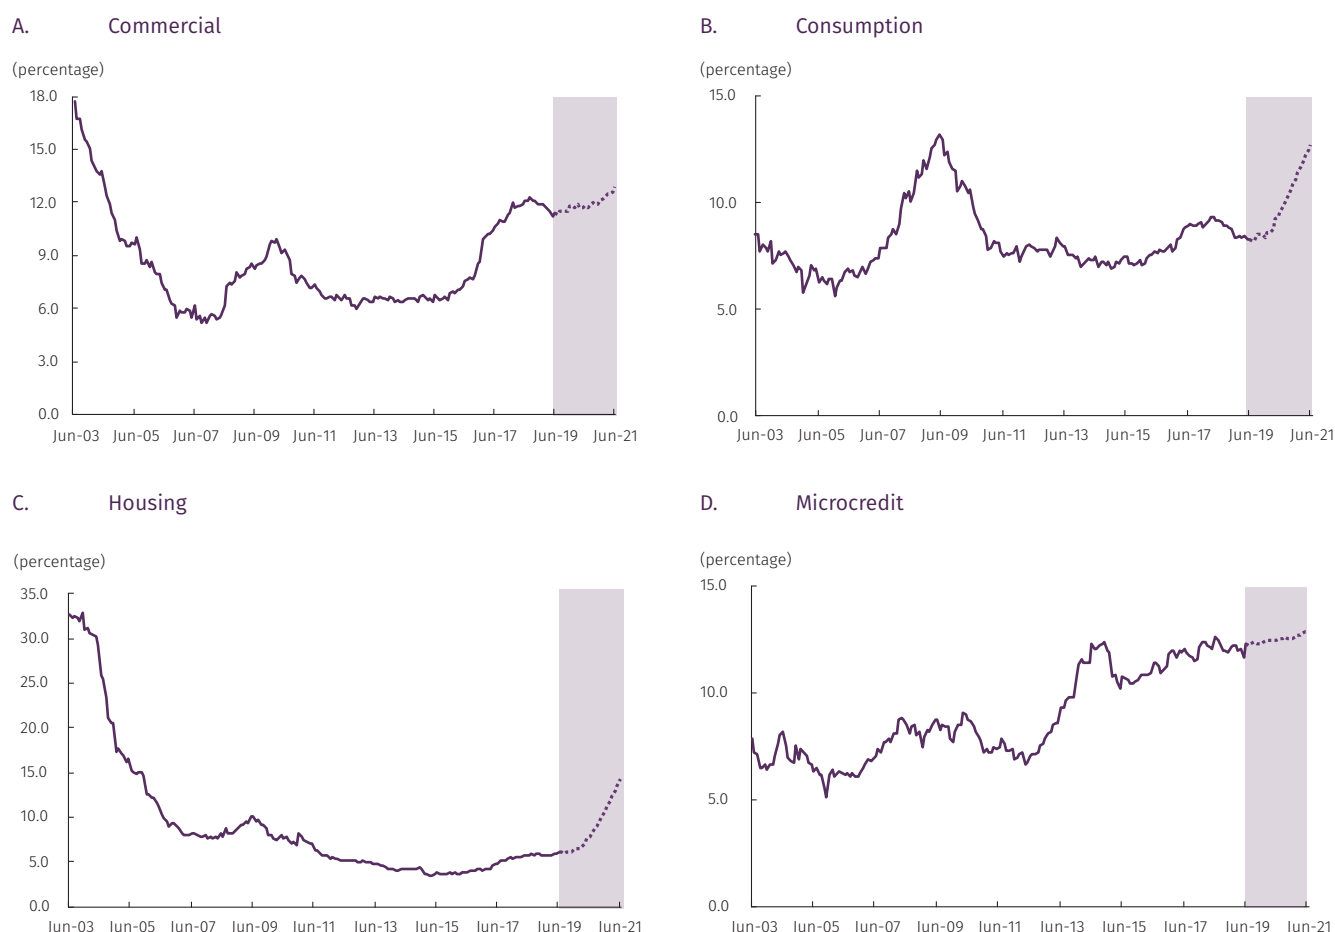 A. Commercial
(percentage)
18.0
15.0
12.0
9.0
6.0
3.0
0.0
Jun-03 Jun-05 Jun-07 Jun-09 Jun-11 Jun-13 Jun-15 Jun-17 Jun-19 Jun-21
B. Consumption
(percentage)
15.0
10.0
5.0
0.0
Jun-03 Jun-05 Jun-07 Jun-09 Jun-11 Jun-13 Jun-15 Jun-17 Jun-19 Jun-21
C. Housing
(percentage)
35.0
30.0
25.0
20.0
15.0
10.0
5.0
0.0
Jun-03 Jun-05 Jun-07 Jun-09 Jun-11 Jun-13 Jun-15 Jun-17 Jun-19 Jun-21
D. Microcredit
(percentage)
15.0
10.0
5.0
0.0
Jun-03 Jun-05 Jun-07 Jun-09 Jun-11 Jun-13 Jun-15 Jun-17 Jun-19 Jun-21